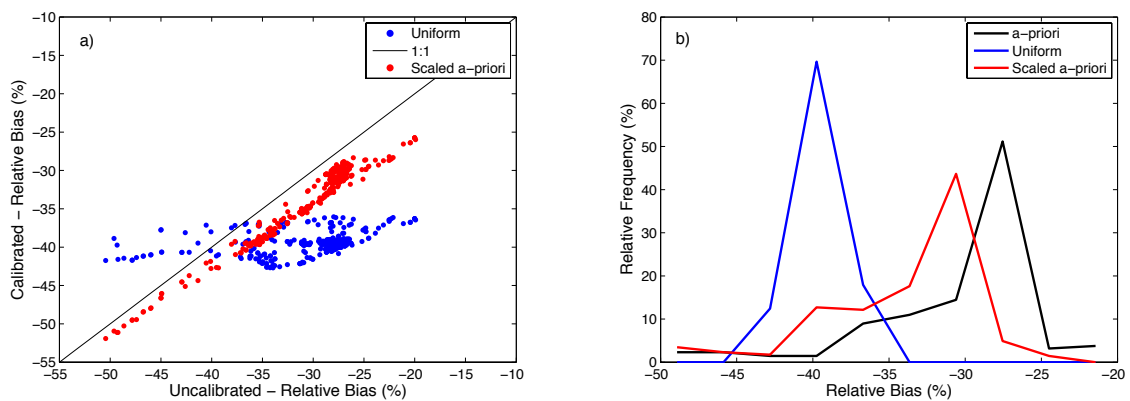 a)
Uniform
1:1
Scaled a−priori
−10
−15
−20
−25
−30
−35
−40
−45
−50
−55
Calibrated − Relative Bias (%)
−55 −50 −45 −40 −35 −30 −25 −20 −15 −10
Uncalibrated − Relative Bias (%)
b)
a−priori
Uniform
Scaled a−priori
80
70
60
50
40
30
20
10
0
Relative Frequency (%)
−50 −45 −40 −35 −30 −25 −20
Relative Bias (%)